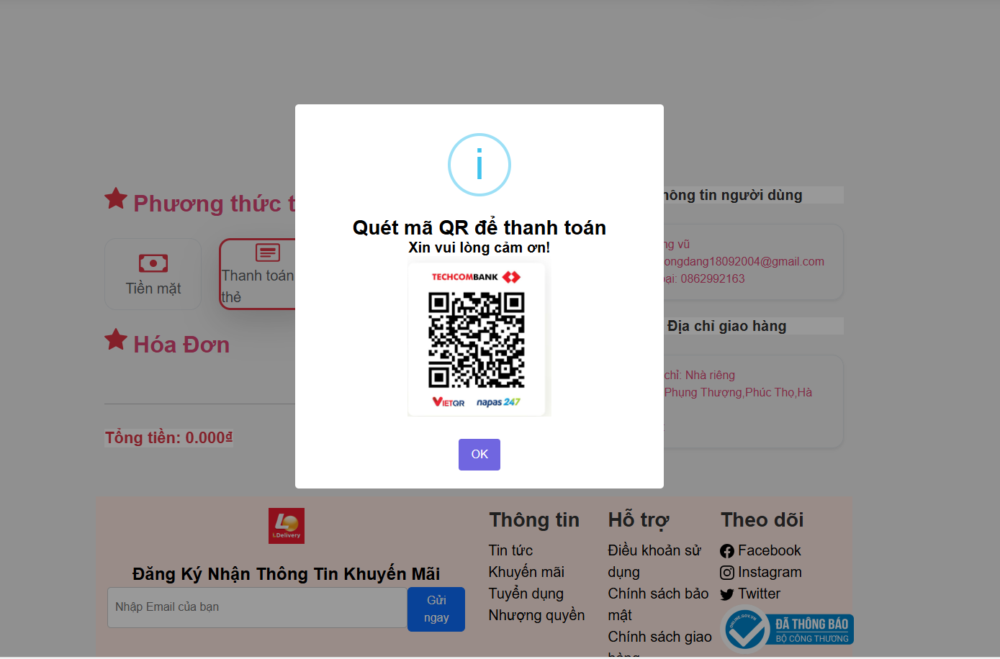 Quét mã QR để thanh toán
Xin vui lòng cảm ơn!
TECHCOMBANK
VIETQR napas 247
OK
Phương thức t
Tiền mặt
Thanh toán
thẻ
Hóa Đơn
Tổng tiền: 0.000₫
hông tin người dùng
ng vũ
ongdang18092004@gmail.com
ại: 0862992163
Địa chỉ giao hàng
chỉ: Nhà riêng
Phụng Thượng,Phúc Thọ,Hà
LDelivery
Đăng Ký Nhận Thông Tin Khuyến Mãi
Nhập Email của bạn
Gửi
ngay
Thông tin
Tin tức
Khuyến mãi
Tuyển dụng
Nhượng quyền
Hỗ trợ
Điều khoản sử
dụng
Chính sách bảo
mật
Chính sách giao
hàng
Theo dõi
Facebook
Instagram
Twitter
ONLINE.GOV.VN
ĐÃ THÔNG BÁO
BỘ CÔNG THƯƠNG